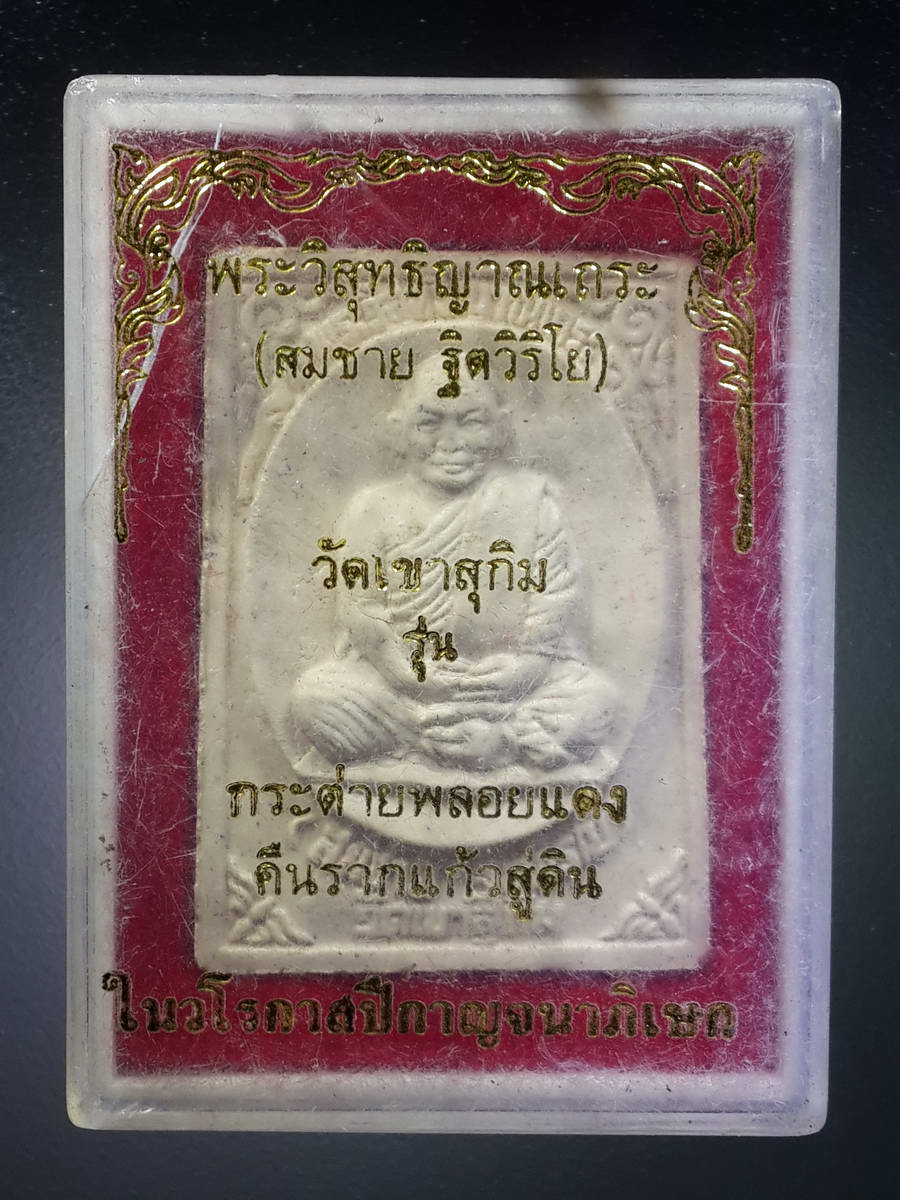 พระวิสุทธิญาณเถระ
(สมชาย ฐิตวิริโย)
วัดเขาสุกิม
รุ่น
กระต่ายพลอยแดง
คืนรากแก้วสู่ดิน
ในวโรกาสปีกาญจนาภิเษก